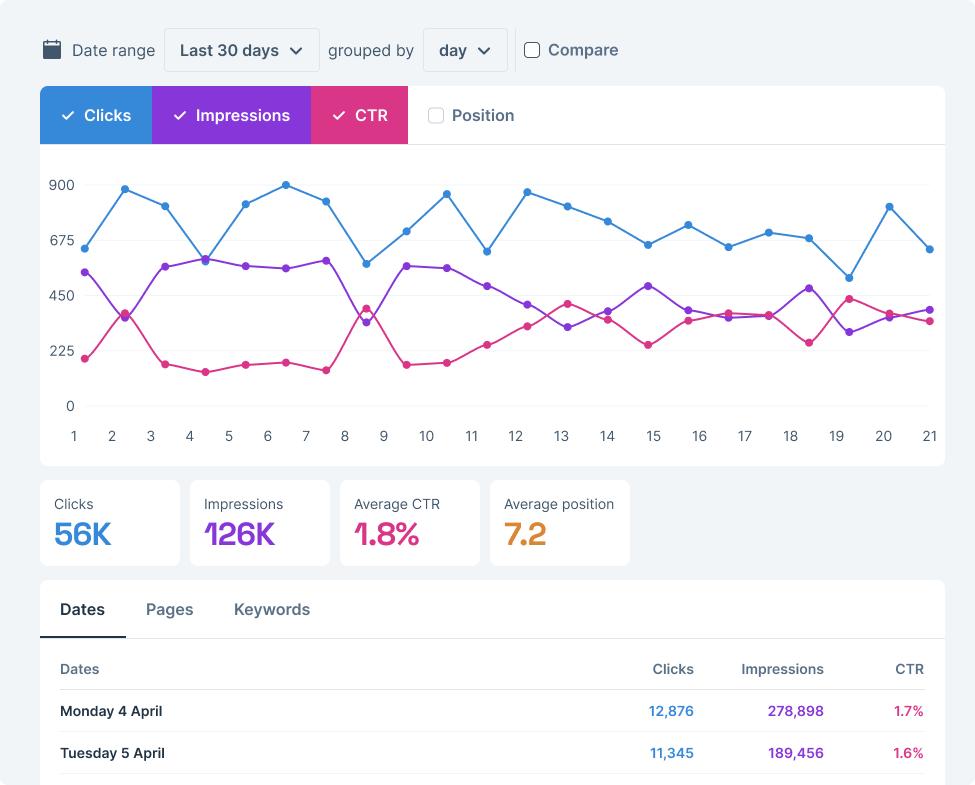 Date range Last 30 days grouped by day Compare
Clicks Impressions CTR Position
900
675
450
225
0
1 2 3 4 5 6 7 8 9 10 11 12 13 14 15 16 17 18 19 20 21
Clicks Impressions Average CTR Average position
56K 126K 1.8% 7.2
Dates Pages Keywords
Dates Clicks Impressions CTR
Monday 4 April 12,876 278,898 1.7%
Tuesday 5 April 11,345 189,456 1.6%